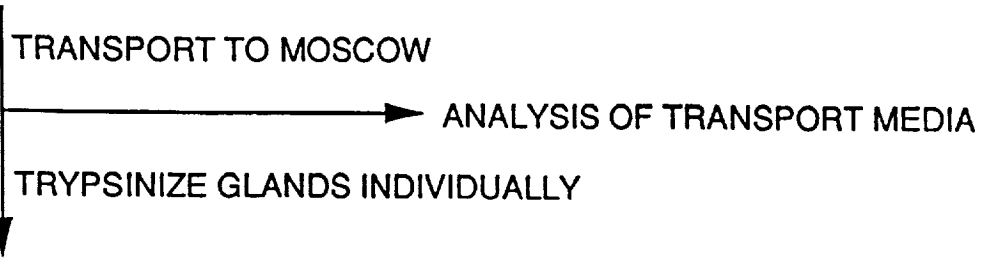 TRANSPORT TO MOSCOW
ANALYSIS OF TRANSPORT MEDIA
TRYPSINIZE GLANDS INDIVIDUALLY